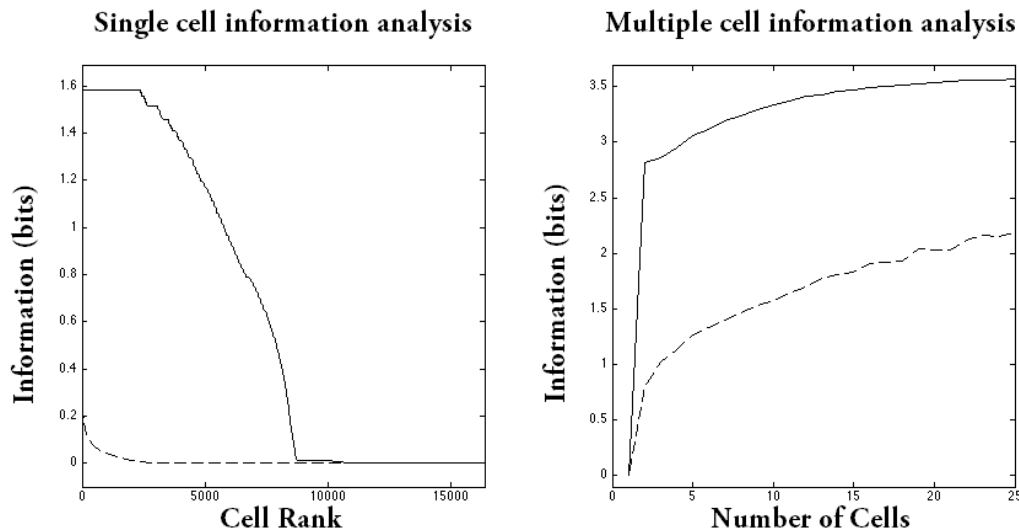 Single cell information analysis
Information (bits)
1.6
1.4
1.2
1
0.8
0.6
0.4
0.2
0
0 5000 10000 15000
Cell Rank
Multiple cell information analysis
Information (bits)
3.5
3
2.5
2
1.5
1
0.5
0
0 5 10 15 20 25
Number of Cells